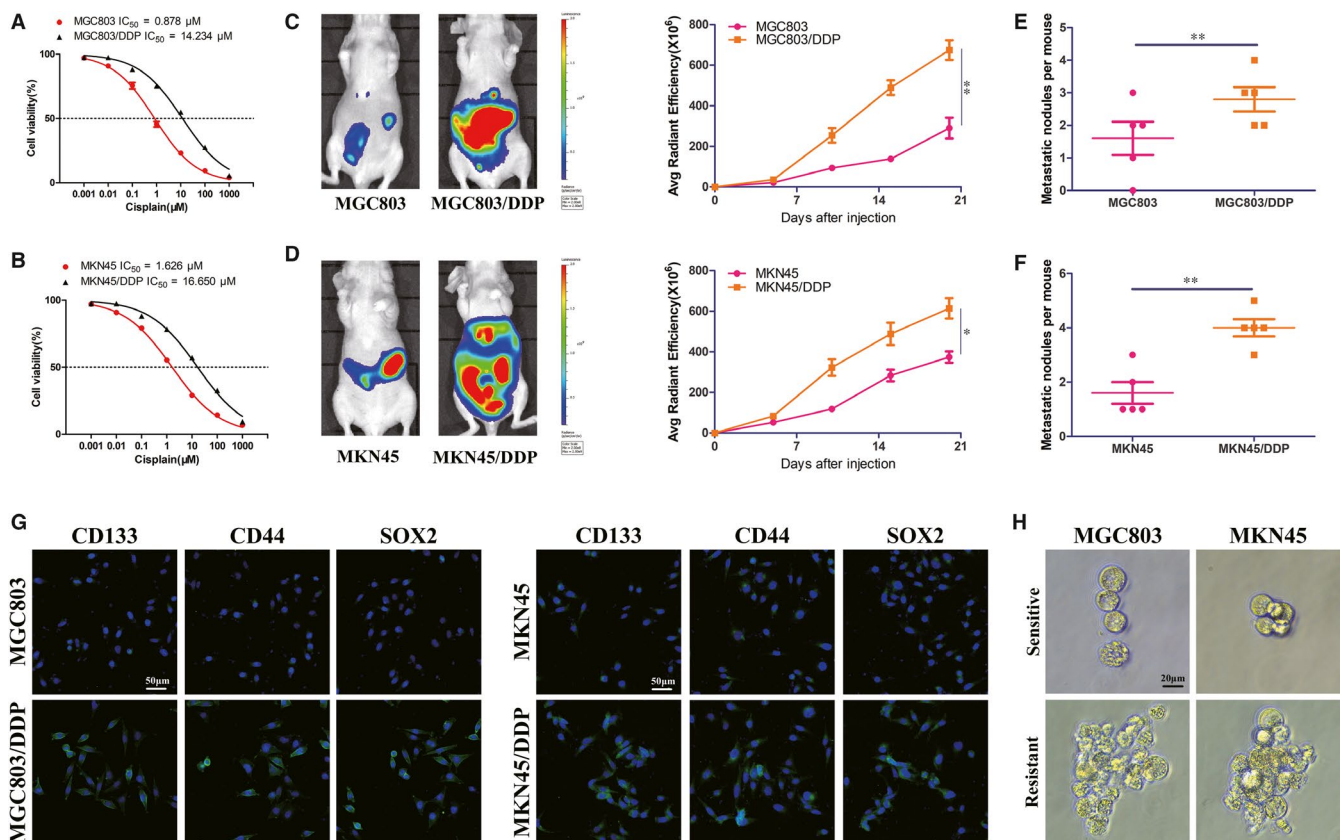 A
MGC803 IC50 = 0.878 µM
MGC803/DDP IC50 = 14.234 µM
Cell viability(%)
100
50
0
0.001 0.01 0.1 1 10 100 1000
Cisplain(µM)
B
MKN45 IC50 = 1.626 µM
MKN45/DDP IC50 = 16.650 µM
Cell viability(%)
100
50
0
0.001 0.01 0.1 1 10 100 1000
Cisplain(µM)
C
MGC803
MGC803/DDP
Luminescence
Avg Radiant Efficiency(X10⁶)
MGC803
MGC803/DDP
800
600
400
200
0
0 7 14 21
Days after injection
**
D
MKN45
MKN45/DDP
Luminescence
Avg Radiant Efficiency(X10⁶)
MKN45
MKN45/DDP
800
600
400
200
0
0 7 14 21
Days after injection
*
E
**
Metastatic nodules per mouse
5
4
3
2
1
0
MGC803 MGC803/DDP
F
**
Metastatic nodules per mouse
6
4
2
0
MKN45 MKN45/DDP
G
CD133 CD44 SOX2
MGC803
50µm
MGC803/DDP
CD133 CD44 SOX2
MKN45
50µm
MKN45/DDP
H
MGC803 MKN45
Sensitive
20µm
Resistant